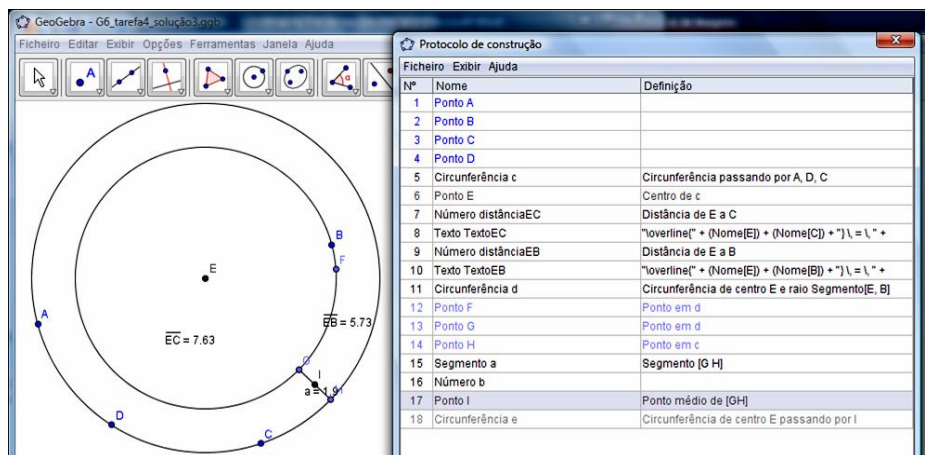 GeoGebra - G6_tarefa4_solução3.ggb
Ficheiro Editar Exibir Opções Ferramentas Janela Ajuda
A
B
F
E
A
EB = 5.73
EC = 7.63
G
I
a = 1.9
H
D
C
Protocolo de construção
Ficheiro Exibir Ajuda
Nº Nome Definição
1 Ponto A
2 Ponto B
3 Ponto C
4 Ponto D
5 Circunferência c Circunferência passando por A, D, C
6 Ponto E Centro de c
7 Número distânciaEC Distância de E a C
8 Texto TextoEC "\overline{" + (Nome[E]) + (Nome[C]) + "} \, = \, " +
9 Número distânciaEB Distância de E a B
10 Texto TextoEB "\overline{" + (Nome[E]) + (Nome[B]) + "} \, = \, " +
11 Circunferência d Circunferência de centro E e raio Segmento[E, B]
12 Ponto F Ponto em d
13 Ponto G Ponto em d
14 Ponto H Ponto em c
15 Segmento a Segmento [G H]
16 Número b
17 Ponto I Ponto médio de [GH]
18 Circunferência e Circunferência de centro E passando por I